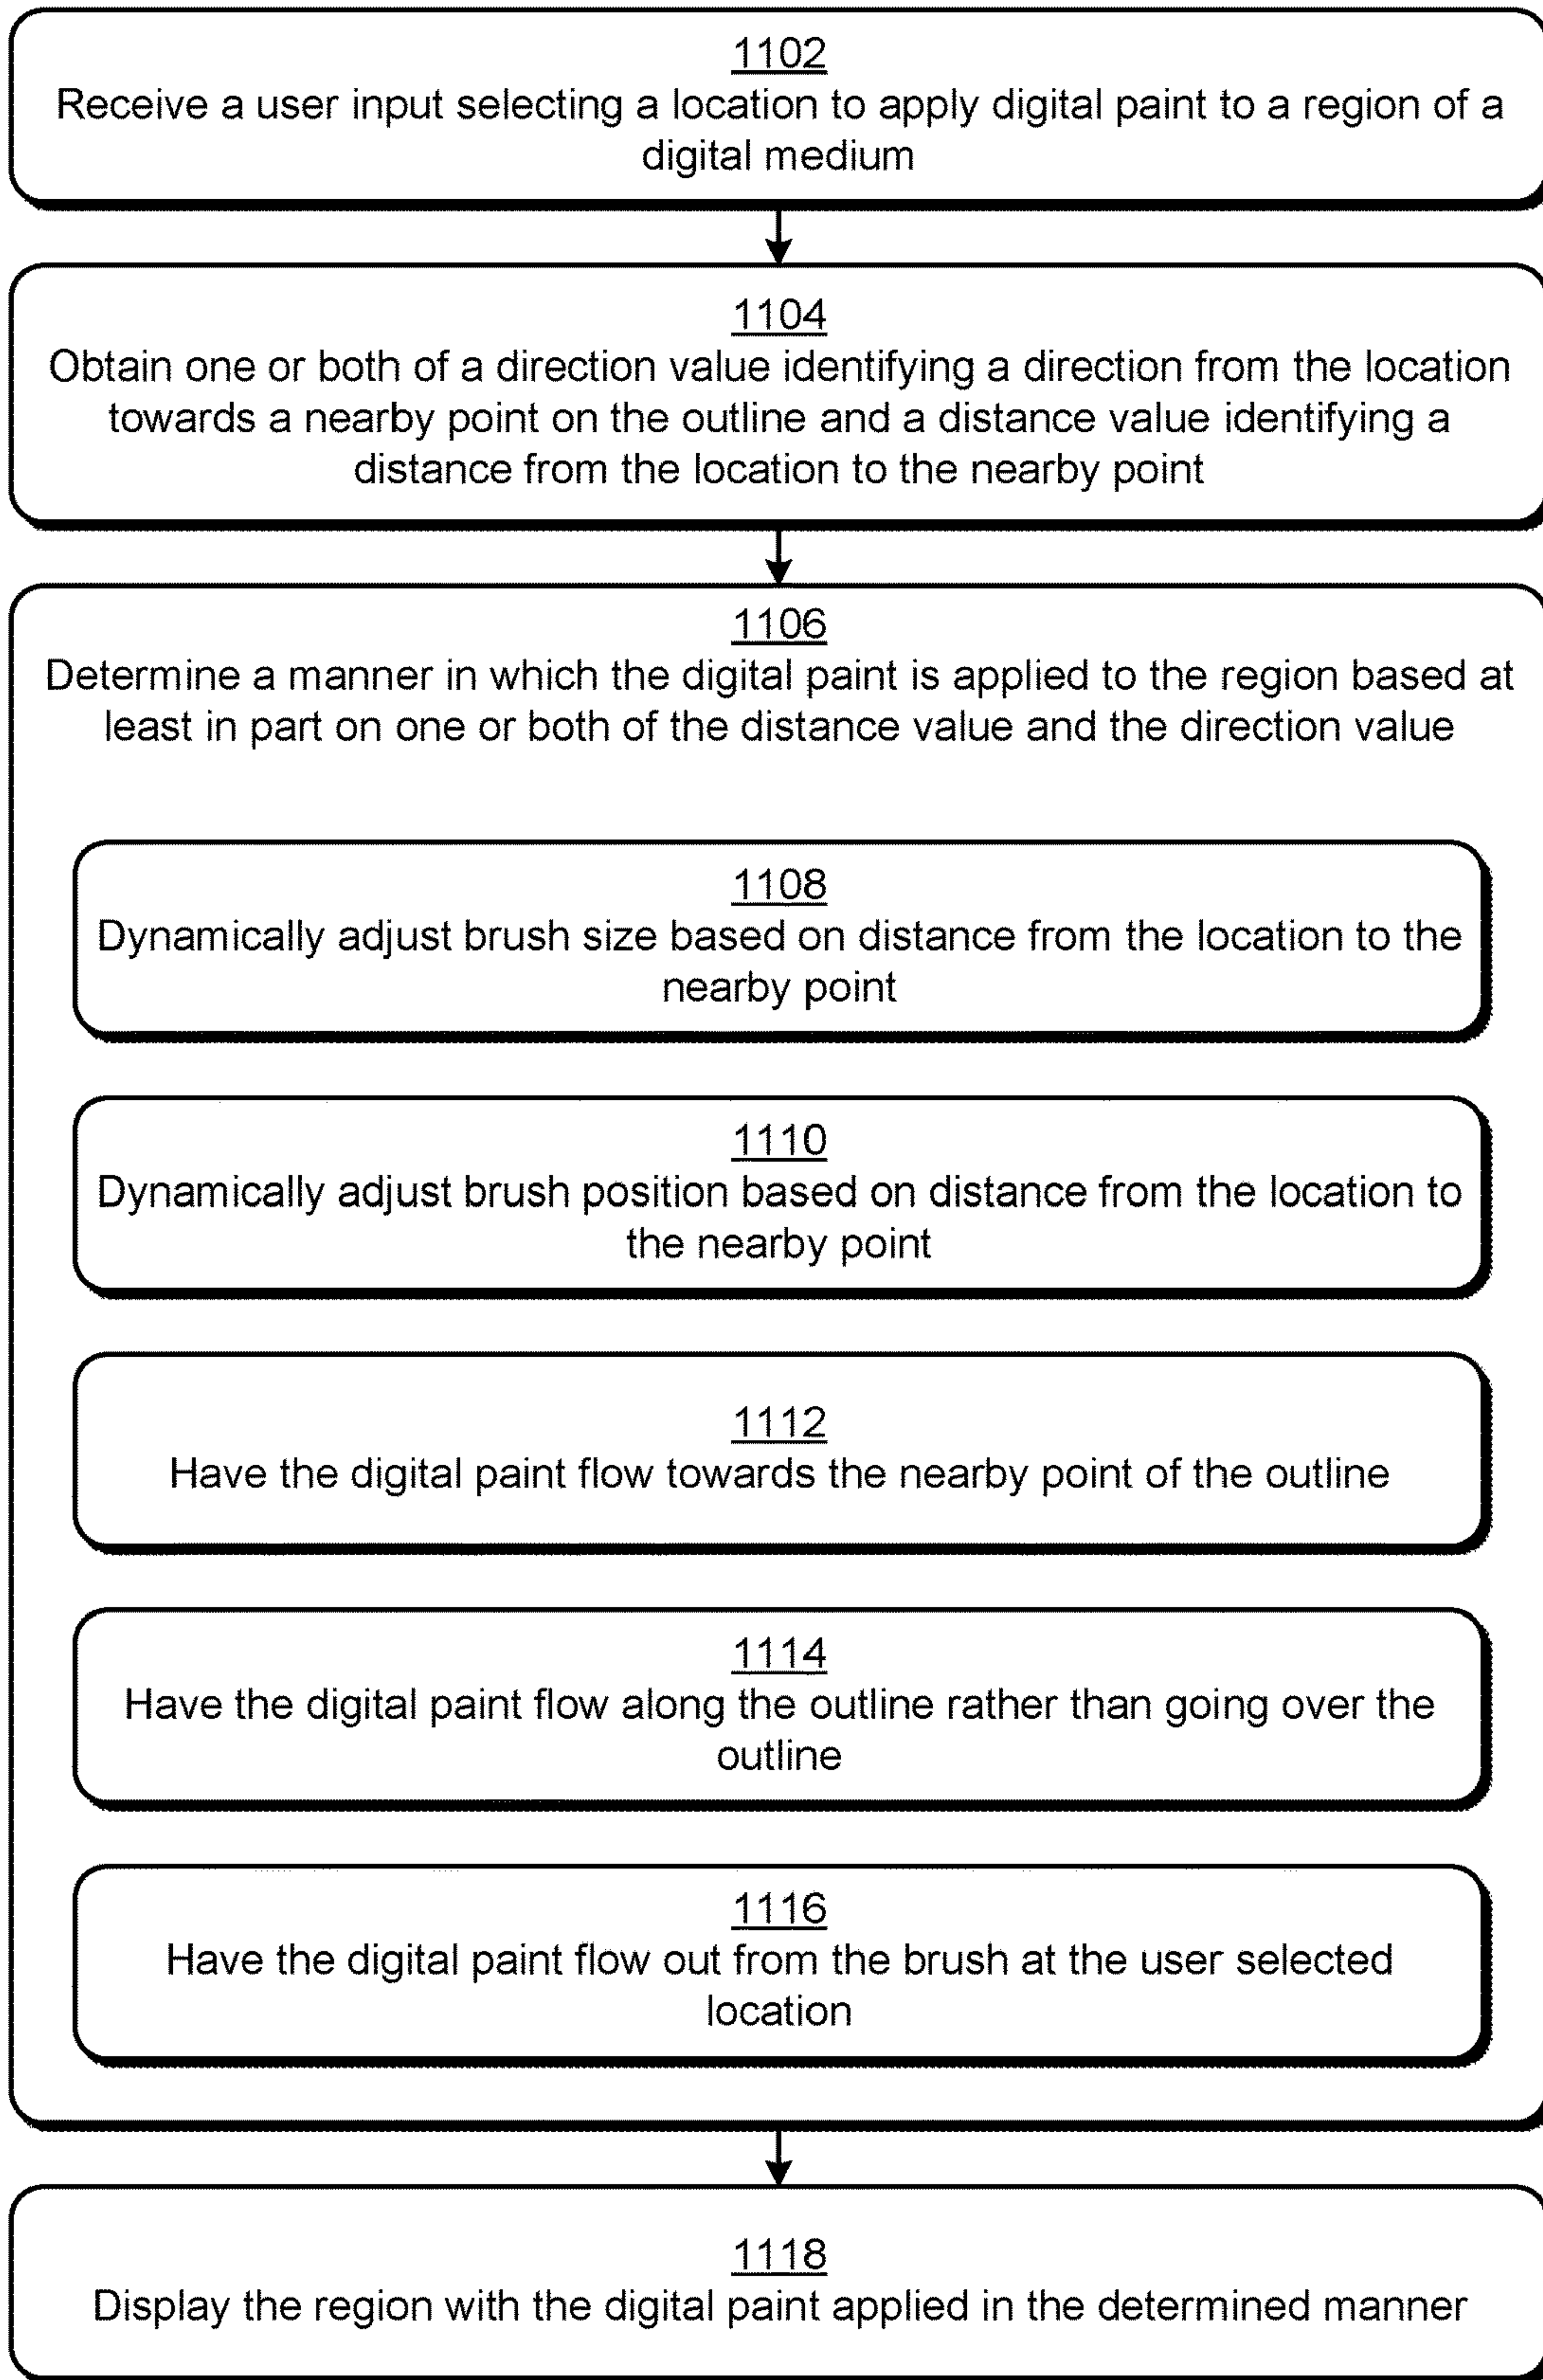 1102
Receive a user input selecting a location to apply digital paint to a region of a
digital medium
1104
Obtain one or both of a direction value identifying a direction from the location
towards a nearby point on the outline and a distance value identifying a
distance from the location to the nearby point
1106
Determine a manner in which the digital paint is applied to the region based at
least in part on one or both of the distance value and the direction value
1108
Dynamically adjust brush size based on distance from the location to the
nearby point
1110
Dynamically adjust brush position based on distance from the location to
the nearby point
1112
Have the digital paint flow towards the nearby point of the outline
1114
Have the digital paint flow along the outline rather than going over the
outline
1116
Have the digital paint flow out from the brush at the user selected
location
1118
Display the region with the digital paint applied in the determined manner